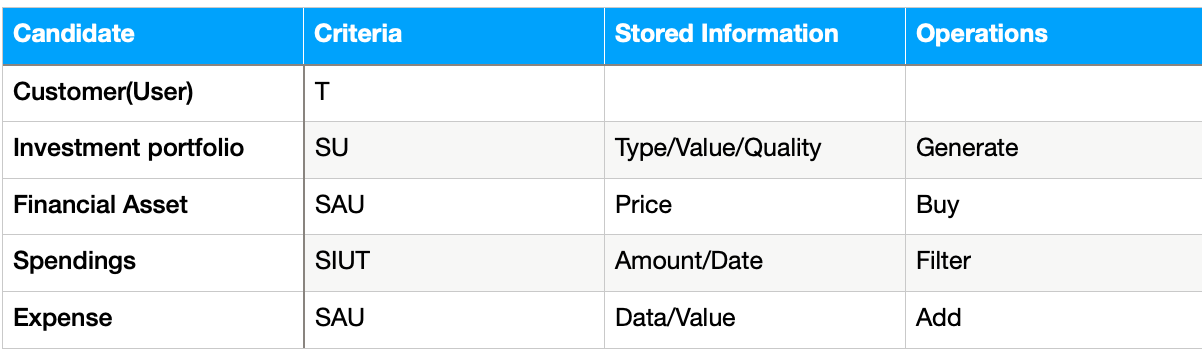 Candidate Criteria Stored Information Operations
Customer(User) T
Investment portfolio SU Type/Value/Quality Generate
Financial Asset SAU Price Buy
Spendings SIUT Amount/Date Filter
Expense SAU Data/Value Add